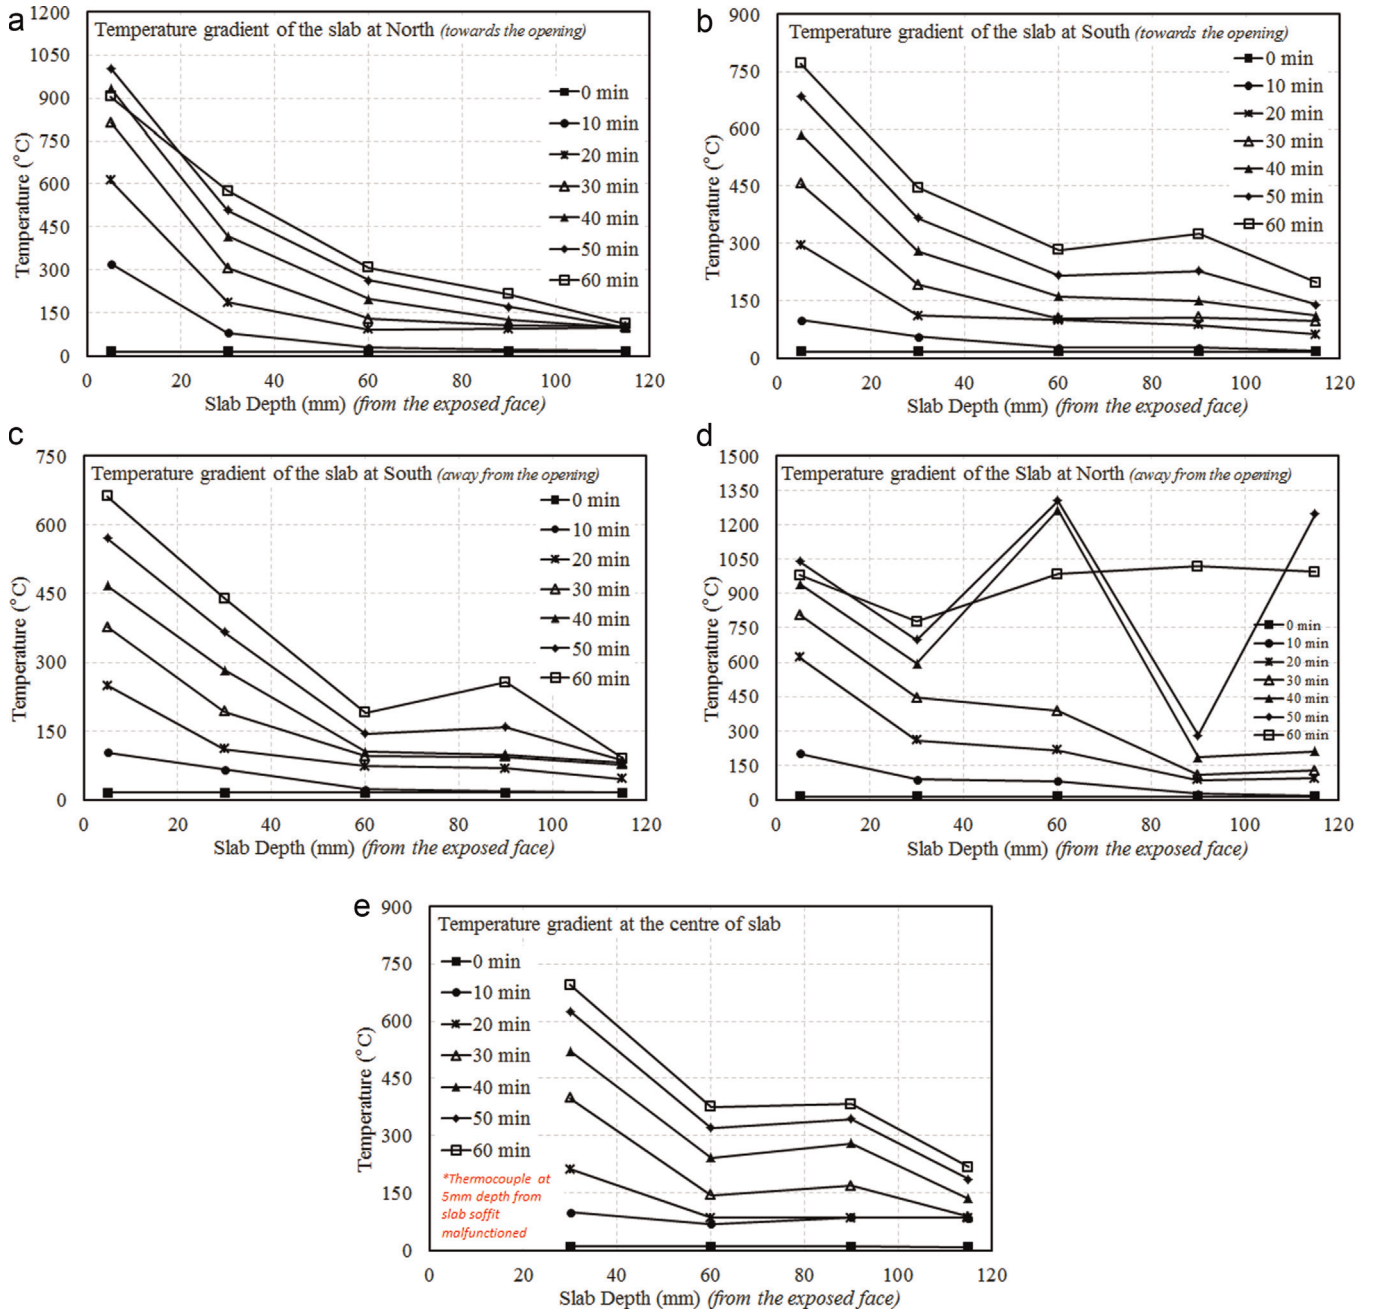 a
Temperature gradient of the slab at North (towards the opening)
1200
1050
900
750
600
450
300
150
0
Temperature (°C)
0 min
10 min
20 min
30 min
40 min
50 min
60 min
0 20 40 60 80 100 120
Slab Depth (mm) (from the exposed face)
b
Temperature gradient of the slab at South (towards the opening)
900
750
600
450
300
150
0
Temperature (°C)
0 min
10 min
20 min
30 min
40 min
50 min
60 min
0 20 40 60 80 100 120
Slab Depth (mm) (from the exposed face)
c
Temperature gradient of the slab at South (away from the opening)
750
600
450
300
150
0
Temperature (°C)
0 min
10 min
20 min
30 min
40 min
50 min
60 min
0 20 40 60 80 100 120
Slab Depth (mm) (from the exposed face)
d
Temperature gradient of the Slab at North (away from the opening)
1500
1350
1200
1050
900
750
600
450
300
150
0
Temperature (°C)
0 min
10 min
20 min
30 min
40 min
50 min
60 min
0 20 40 60 80 100 120
Slab Depth (mm) (from the exposed face)
e
Temperature gradient at the centre of slab
900
750
600
450
300
150
0
Temperature (°C)
0 min
10 min
20 min
30 min
40 min
50 min
60 min
*Thermocouple at
5mm depth from
slab soffit
malfunctioned
0 20 40 60 80 100 120
Slab Depth (mm) (from the exposed face)